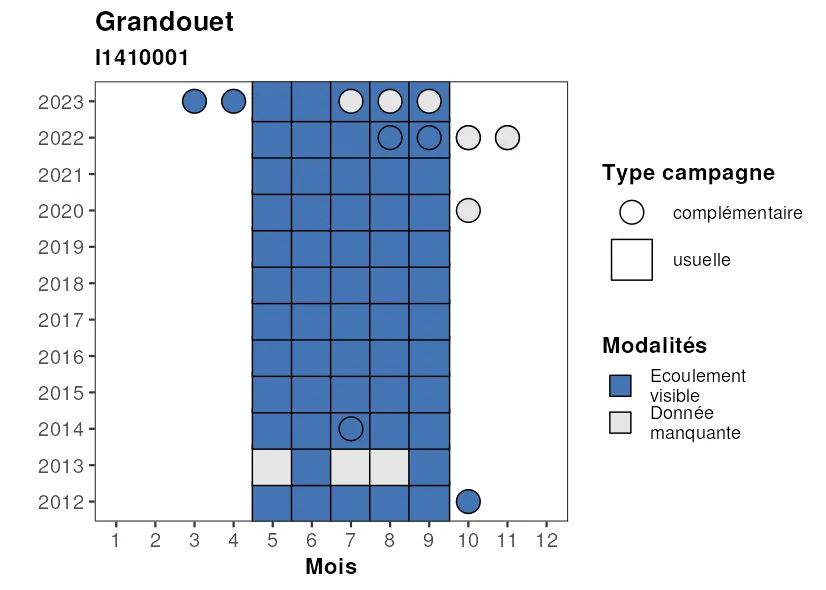 Grandouet
I1410001
2023
2022
2021
2020
2019
2018
2017
2016
2015
2014
2013
2012
1 2 3 4 5 6 7 8 9 10 11 12
Mois
Type campagne
complémentaire
usuelle
Modalités
Ecoulement
visible
Donnée
manquante